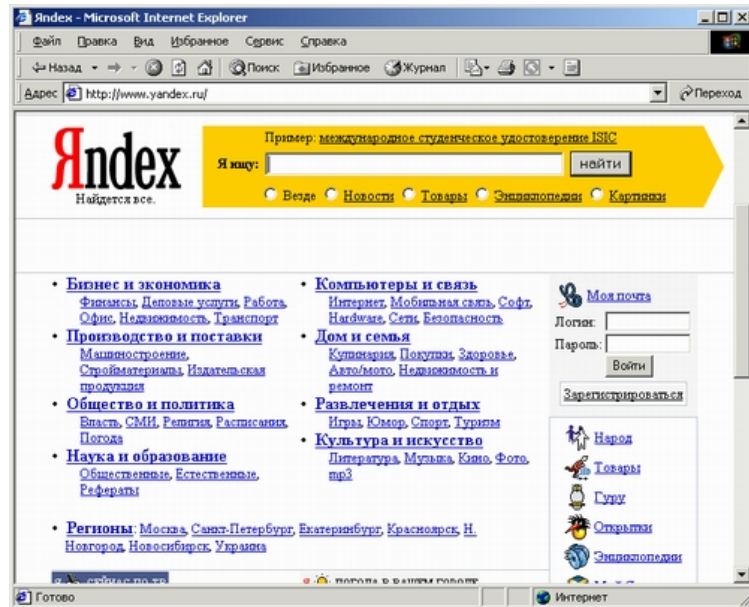 Яndex - Microsoft Internet Explorer
Файл Правка Вид Избранное Сервис Справка
Назад Поиск Избранное Журнал
Адрес http://www.yandex.ru/ Переход
Яndex
Найдется все.
Пример: международное студенческое удостоверение ISIC
Я ищу: найти
Везде Новости Товары Энциклопедии Картинки
• Бизнес и экономика
Финансы, Деловые услуги, Работа,
Офис, Недвижимость, Транспорт
• Производство и поставки
Машиностроение,
Стройматериалы, Издательская
продукция
• Общество и политика
Власть, СМИ, Религия, Расписания,
Погода
• Наука и образование
Общественные, Естественные,
Рефераты
• Компьютеры и связь
Интернет, Мобильная связь, Софт,
Hardware, Сети, Безопасность
• Дом и семья
Кулинария, Покупки, Здоровье,
Авто/мото, Недвижимость и
ремонт
• Развлечения и отдых
Игры, Юмор, Спорт, Туризм
• Культура и искусство
Литература, Музыка, Кино, Фото,
mp3
• Регионы: Москва, Санкт-Петербург, Екатеринбург, Красноярск, Н.
Новгород, Новосибирск, Украина
Моя почта
Логин:
Пароль:
Войти
Зарегистрироваться
Народ
Товары
Гуру
Открытки
Энциклопедии
сейчас по ТВ
погода в вашем городе
Готово Интернет